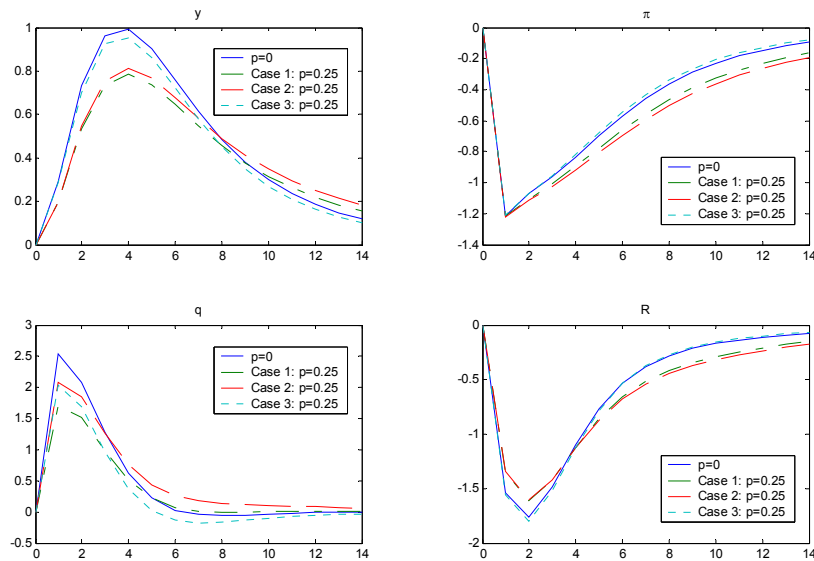 y
1
0.8
0.6
0.4
0.2
0
0 2 4 6 8 10 12 14
p=0
Case 1: p=0.25
Case 2: p=0.25
Case 3: p=0.25
π
0
-0.2
-0.4
-0.6
-0.8
-1
-1.2
-1.4
0 2 4 6 8 10 12 14
p=0
Case 1: p=0.25
Case 2: p=0.25
Case 3: p=0.25
q
3
2.5
2
1.5
1
0.5
0
-0.5
0 2 4 6 8 10 12 14
p=0
Case 1: p=0.25
Case 2: p=0.25
Case 3: p=0.25
R
0
-0.5
-1
-1.5
-2
0 2 4 6 8 10 12 14
p=0
Case 1: p=0.25
Case 2: p=0.25
Case 3: p=0.25